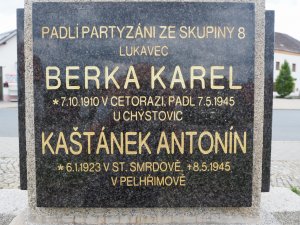 PADLÍ PARTYZÁNI ZE SKUPINY 8
LUKAVEC
BERKA KAREL
*7.10.1910 V CETORAZI, PADL 7.5.1945
U CHÝSTOVIC
KAŠTÁNEK ANTONÍN
*6.1.1923 V ST. SMRDOVĚ, +8.5.1945
V PELHŘIMOVĚ